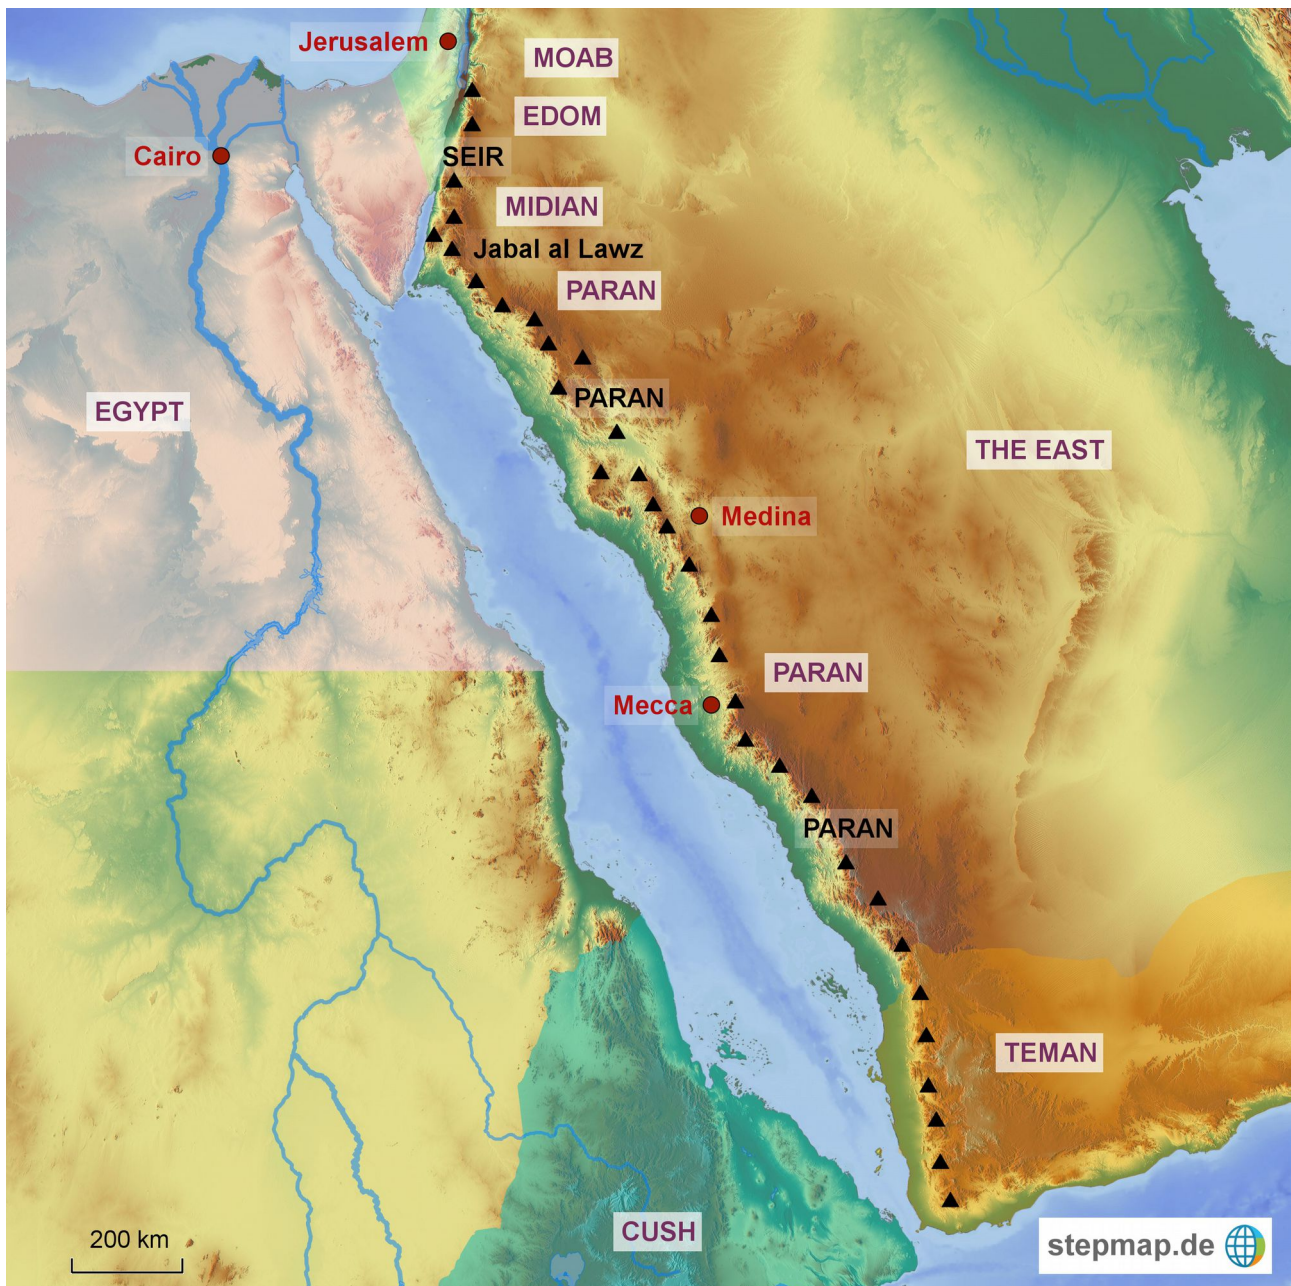 Jerusalem
MOAB
EDOM
Cairo
SEIR
MIDIAN
Jabal al Lawz
PARAN
PARAN
EGYPT
THE EAST
Medina
PARAN
Mecca
PARAN
TEMAN
CUSH
200 km
stepmap.de